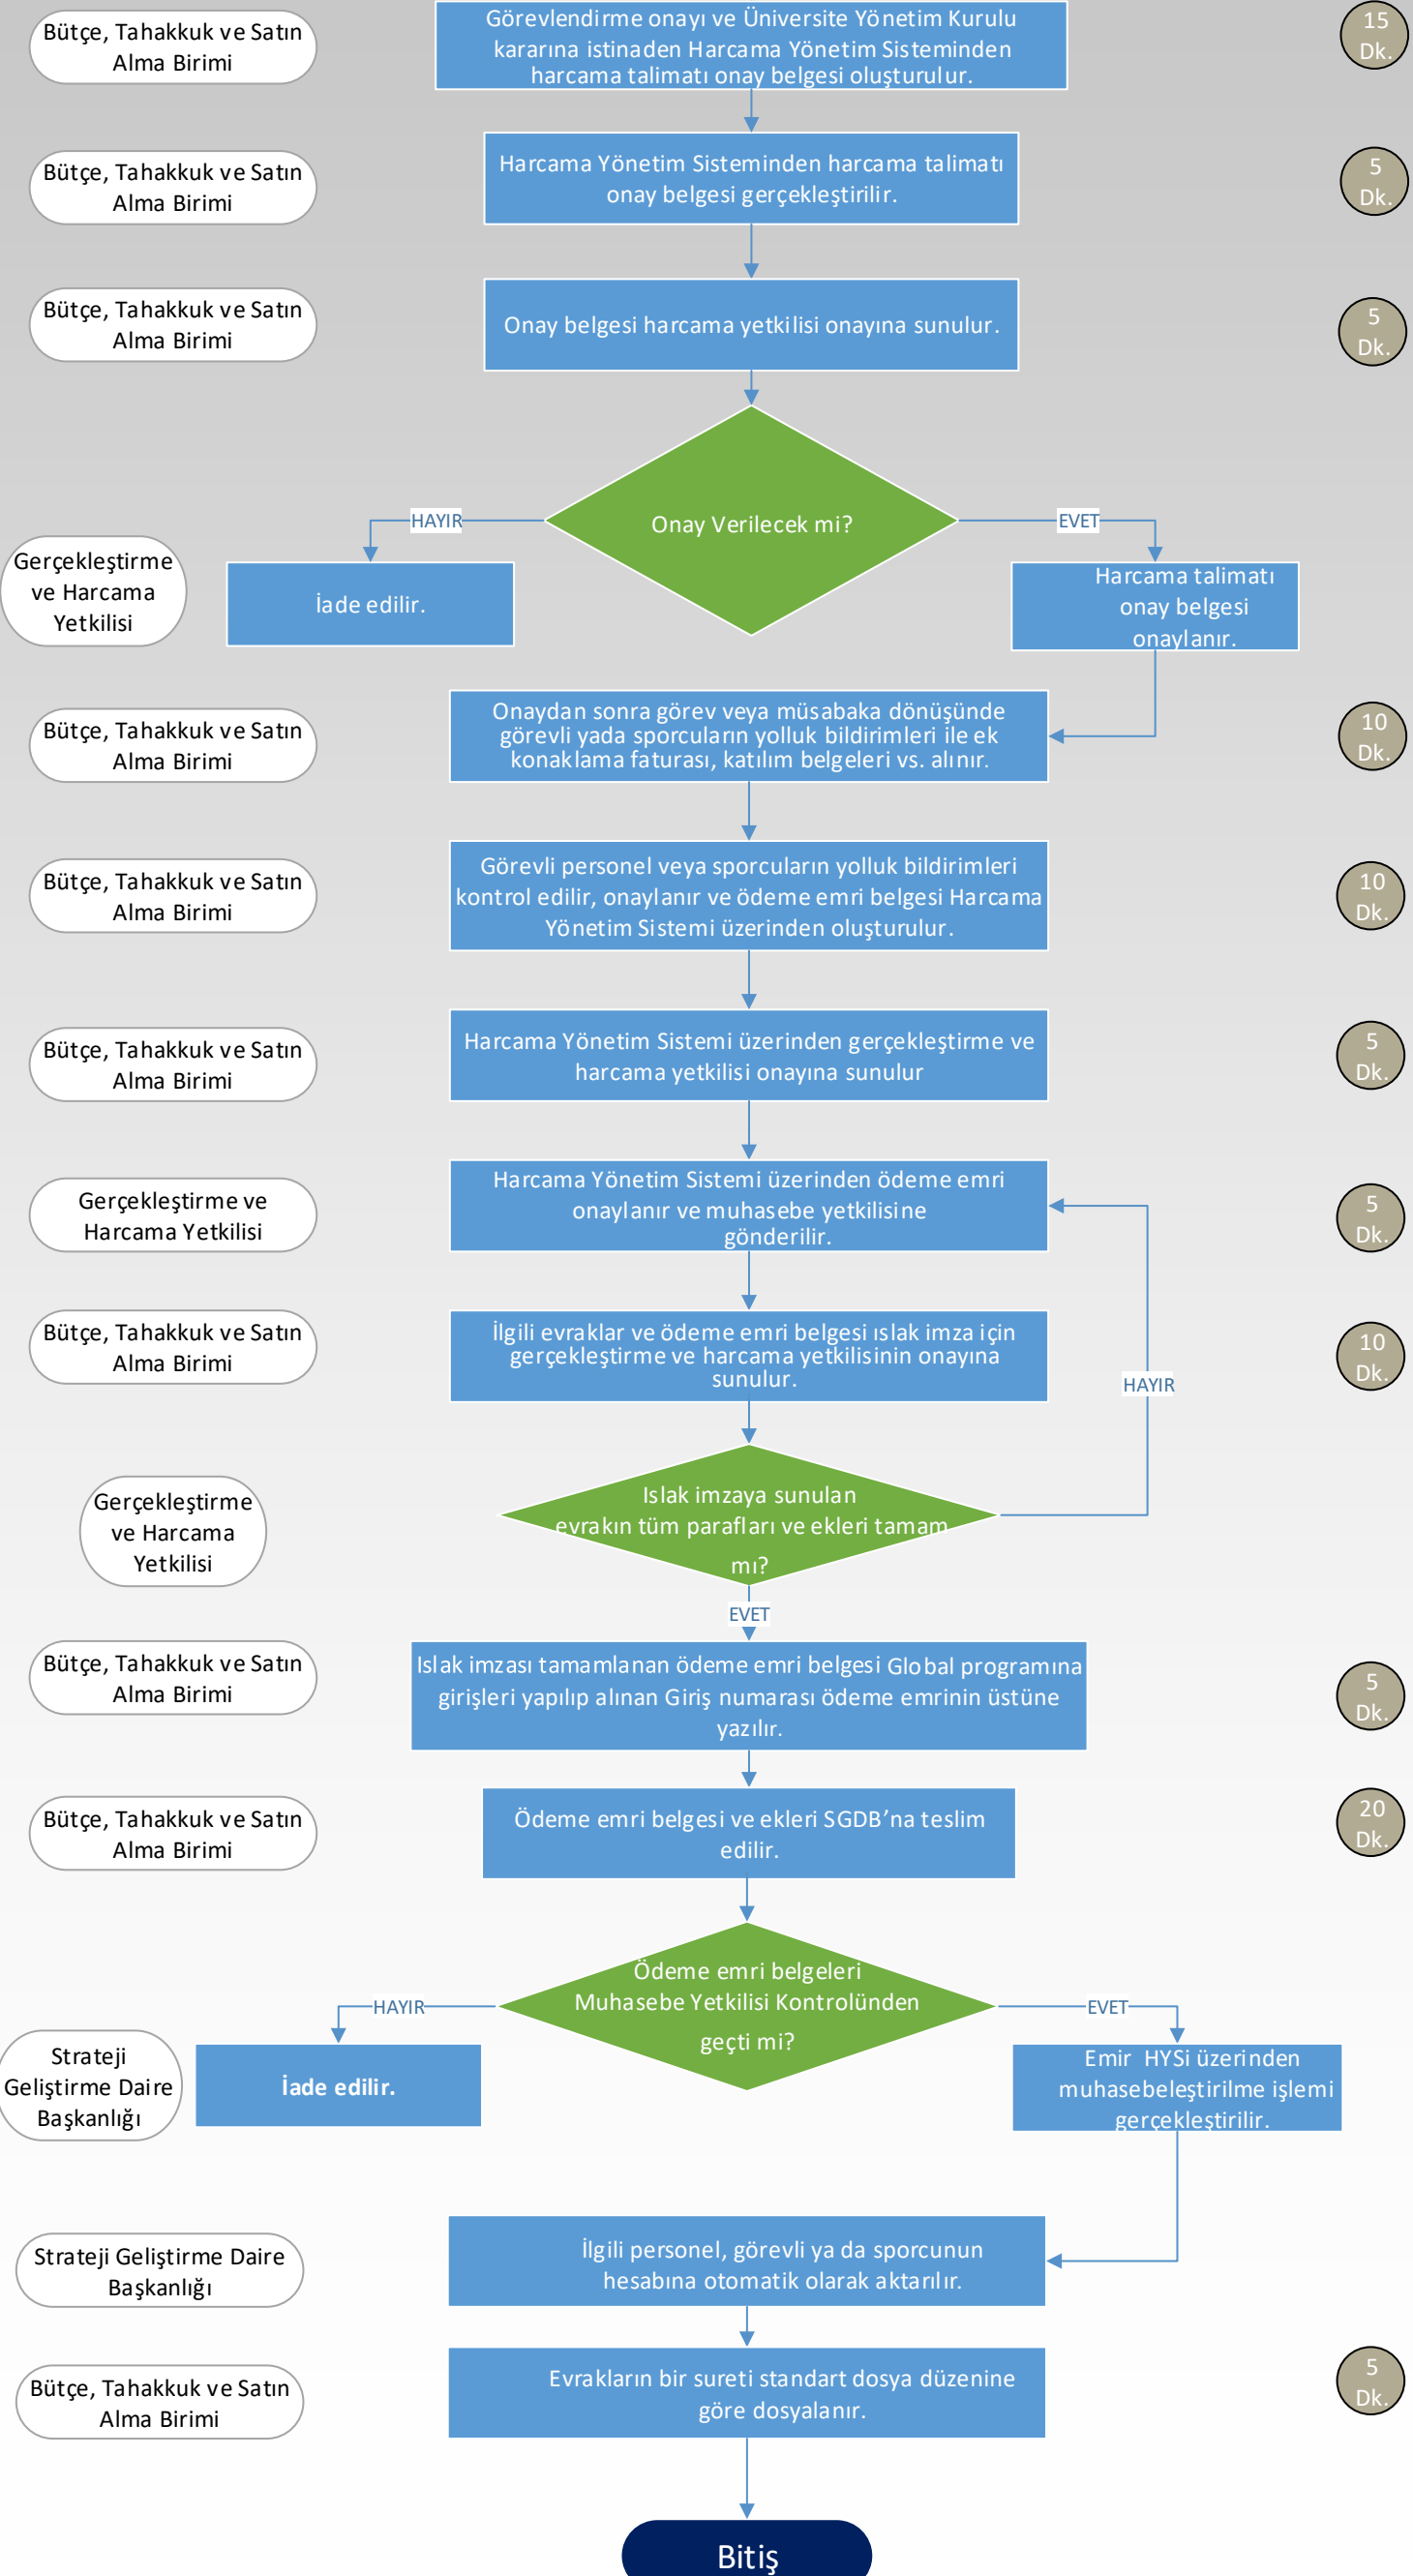 Bütçe, Tahakkuk ve Satın
Alma Birimi
Görevlendirme onayı ve Üniversite Yönetim Kurulu
kararına istinaden Harcama Yönetim Sisteminden
harcama talimatı onay belgesi oluşturulur.
15
Dk.
Bütçe, Tahakkuk ve Satın
Alma Birimi
Harcama Yönetim Sisteminden harcama talimatı
onay belgesi gerçekleştirilir.
5
Dk.
Bütçe, Tahakkuk ve Satın
Alma Birimi
Onay belgesi harcama yetkilisi onayına sunulur.
5
Dk.
Onay Verilecek mi?
HAYIR
EVET
Gerçekleştirme
ve Harcama
Yetkilisi
İade edilir.
Harcama talimatı
onay belgesi
onaylanır.
Bütçe, Tahakkuk ve Satın
Alma Birimi
Onaydan sonra görev veya müsabaka dönüşünde
görevli yada sporcuların yolluk bildirimleri ile ek
konaklama faturası, katılım belgeleri vs. alınır.
10
Dk.
Bütçe, Tahakkuk ve Satın
Alma Birimi
Görevli personel veya sporcuların yolluk bildirimleri
kontrol edilir, onaylanır ve ödeme emri belgesi Harcama
Yönetim Sistemi üzerinden oluşturulur.
10
Dk.
Bütçe, Tahakkuk ve Satın
Alma Birimi
Harcama Yönetim Sistemi üzerinden gerçekleştirme ve
harcama yetkilisi onayına sunulur
5
Dk.
Gerçekleştirme ve
Harcama Yetkilisi
Harcama Yönetim Sistemi üzerinden ödeme emri
onaylanır ve muhasebe yetkilisine
gönderilir.
5
Dk.
Bütçe, Tahakkuk ve Satın
Alma Birimi
İlgili evraklar ve ödeme emri belgesi ıslak imza için
gerçekleştirme ve harcama yetkilisinin onayına
sunulur.
10
Dk.
HAYIR
Gerçekleştirme
ve Harcama
Yetkilisi
Islak imzaya sunulan
evrakın tüm parafları ve ekleri tamam
mı?
EVET
Bütçe, Tahakkuk ve Satın
Alma Birimi
Islak imzası tamamlanan ödeme emri belgesi Global programına
girişleri yapılıp alınan Giriş numarası ödeme emrinin üstüne
yazılır.
5
Dk.
Bütçe, Tahakkuk ve Satın
Alma Birimi
Ödeme emri belgesi ve ekleri SGDB’na teslim
edilir.
20
Dk.
Ödeme emri belgeleri
Muhasebe Yetkilisi Kontrolünden
geçti mi?
HAYIR
EVET
Strateji
Geliştirme Daire
Başkanlığı
İade edilir.
Emir HYSi üzerinden
muhasebeleştirilme işlemi
gerçekleştirilir.
Strateji Geliştirme Daire
Başkanlığı
İlgili personel, görevli ya da sporcunun
hesabına otomatik olarak aktarılır.
Bütçe, Tahakkuk ve Satın
Alma Birimi
Evrakların bir sureti standart dosya düzenine
göre dosyalanır.
5
Dk.
Bitiş